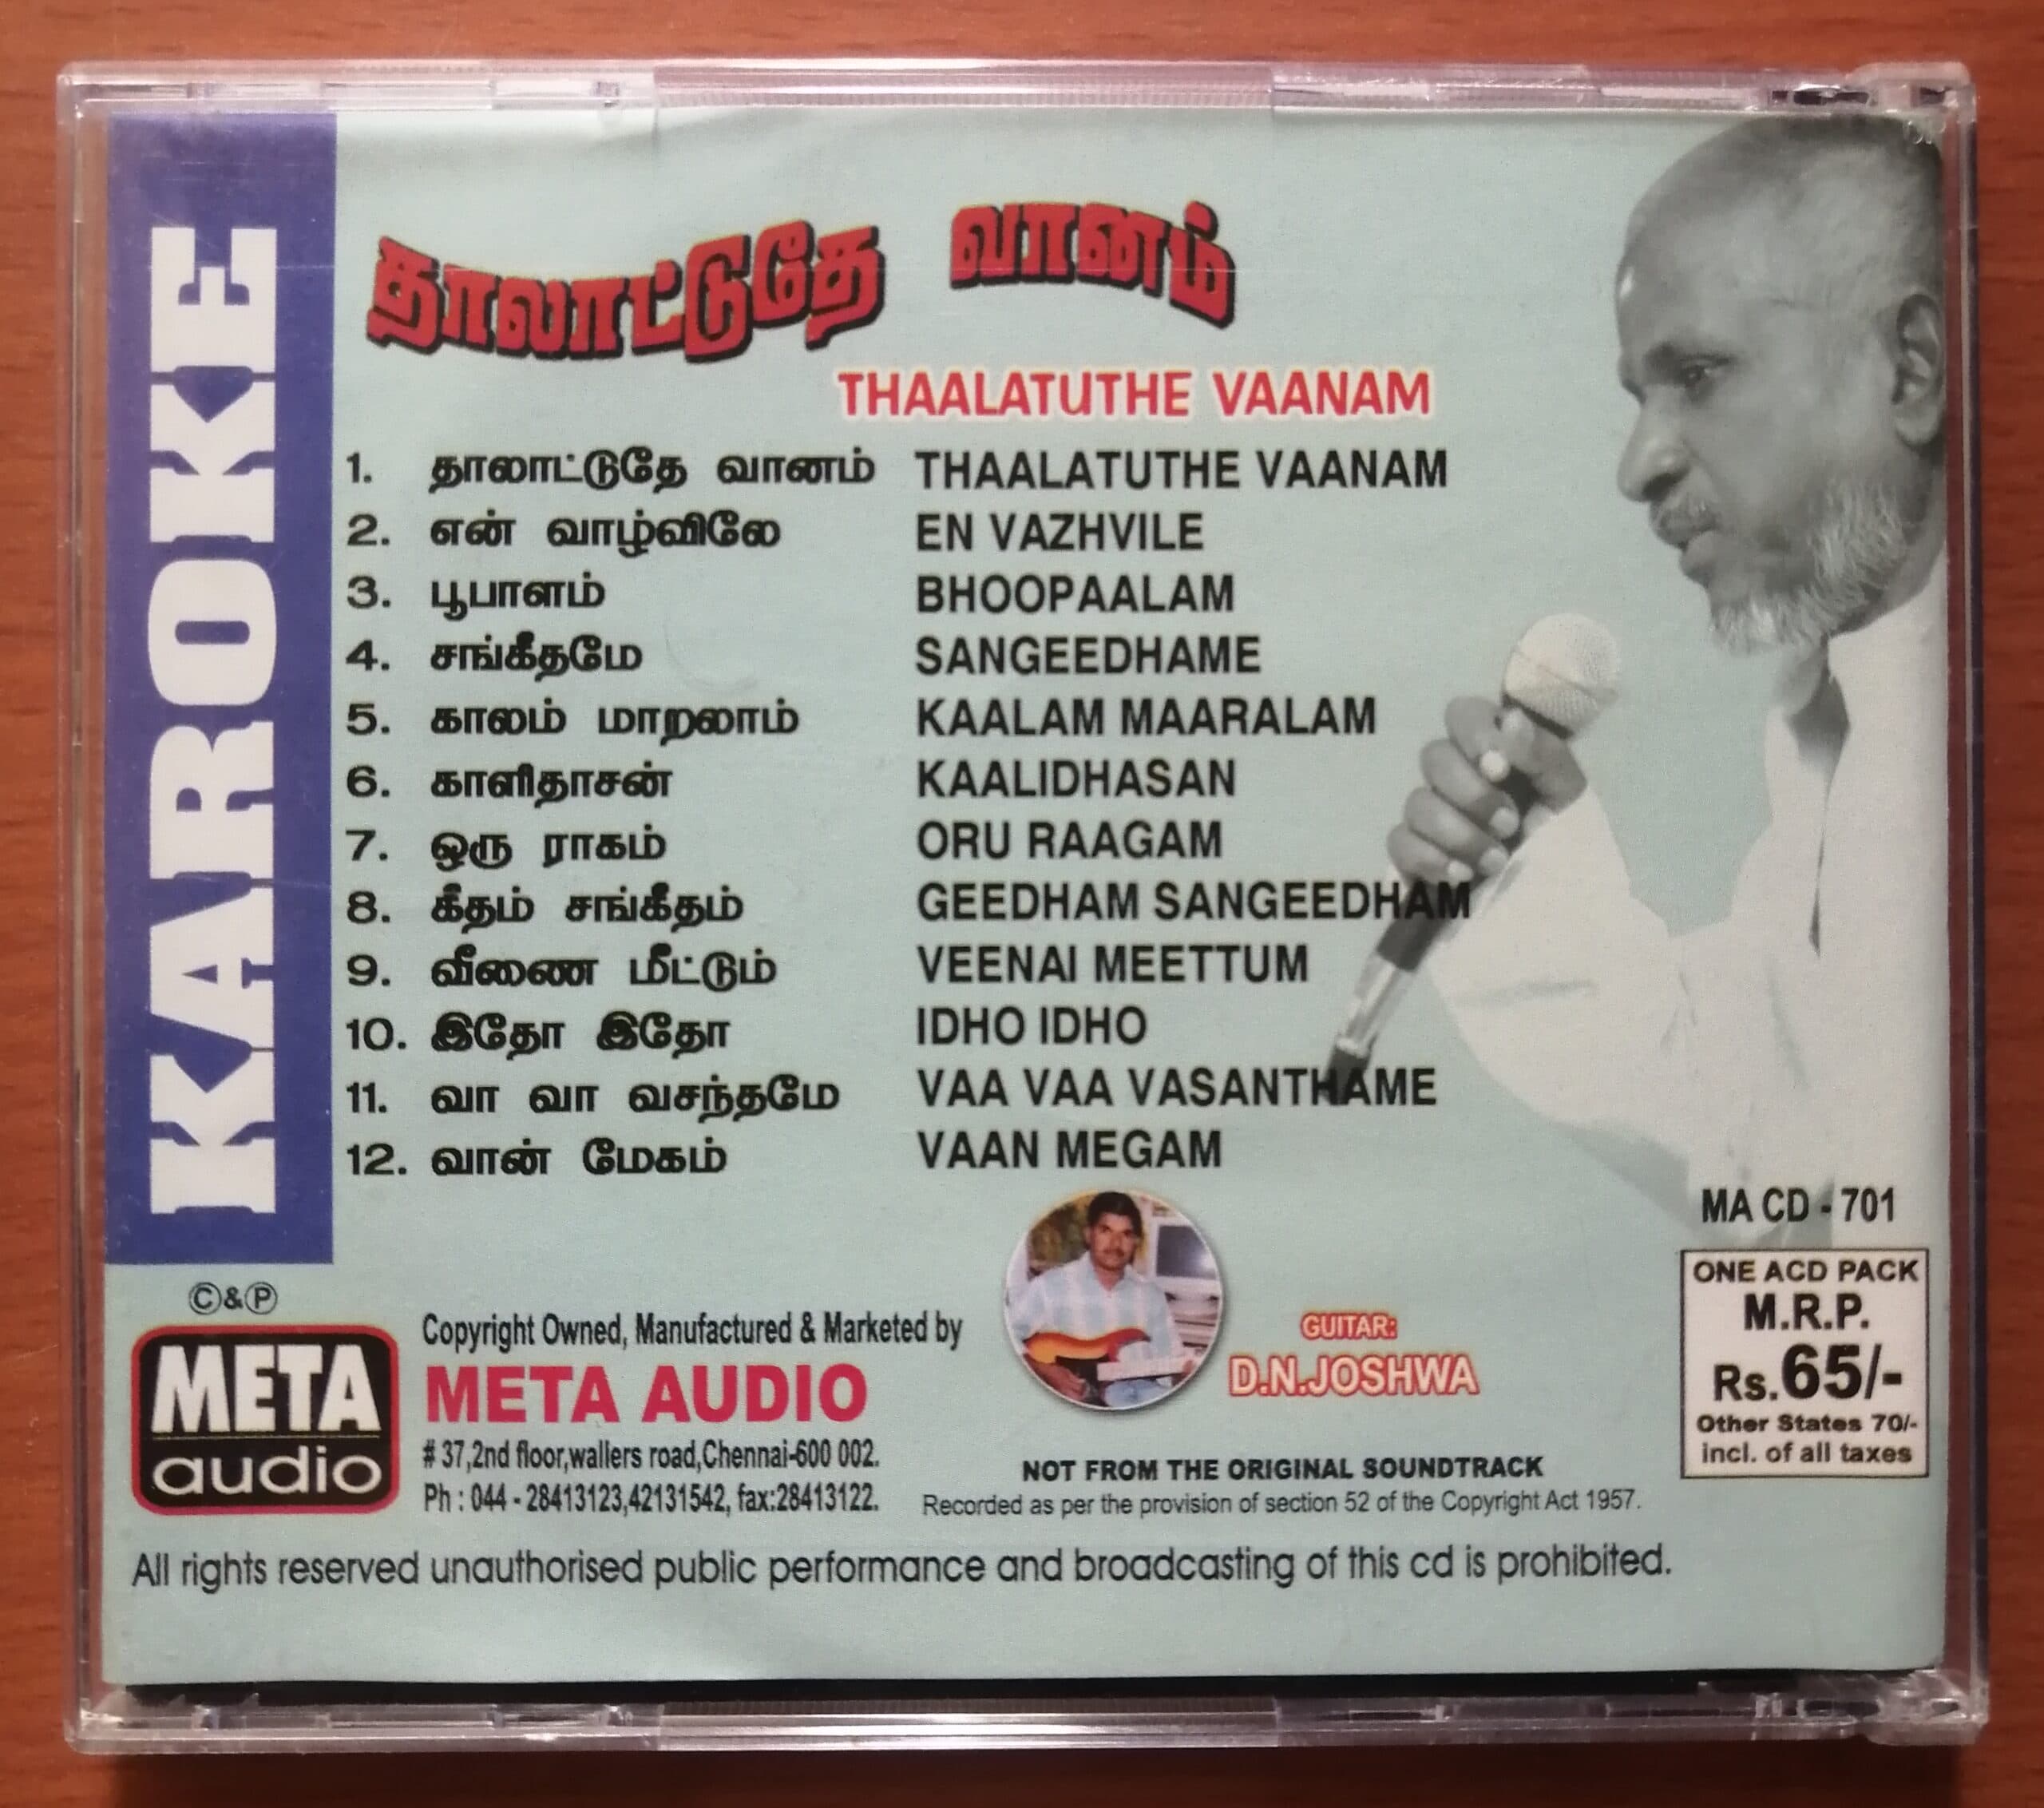 KAROKE
தாலாட்டுதே வானம்
THAALATUTHE VAANAM
1. தாலாட்டுதே வானம் THAALATUTHE VAANAM
2. என் வாழ்விலே EN VAZHVILE
3. பூபாளம் BHOOPAALAM
4. சங்கீதமே SANGEEDHAME
5. காலம் மாறலாம் KAALAM MAARALAM
6. காளிதாசன் KAALIDHASAN
7. ஒரு ராகம் ORU RAAGAM
8. கீதம் சங்கீதம் GEEDHAM SANGEEDHAM
9. வீணை மீட்டும் VEENAI MEETTUM
10. இதோ இதோ IDHO IDHO
11. வா வா வசந்தமே VAA VAA VASANTHAME
12. வான் மேகம் VAAN MEGAM
MA CD - 701
ONE ACD PACK
M.R.P.
Rs.65/-
Other States 70/-
incl. of all taxes
©&℗
META
audio
Copyright Owned, Manufactured & Marketed by
META AUDIO
# 37,2nd floor,wallers road,Chennai-600 002.
Ph : 044 - 28413123,42131542, fax:28413122.
GUITAR:
D.N.JOSHWA
NOT FROM THE ORIGINAL SOUNDTRACK
Recorded as per the provision of section 52 of the Copyright Act 1957.
All rights reserved unauthorised public performance and broadcasting of this cd is prohibited.